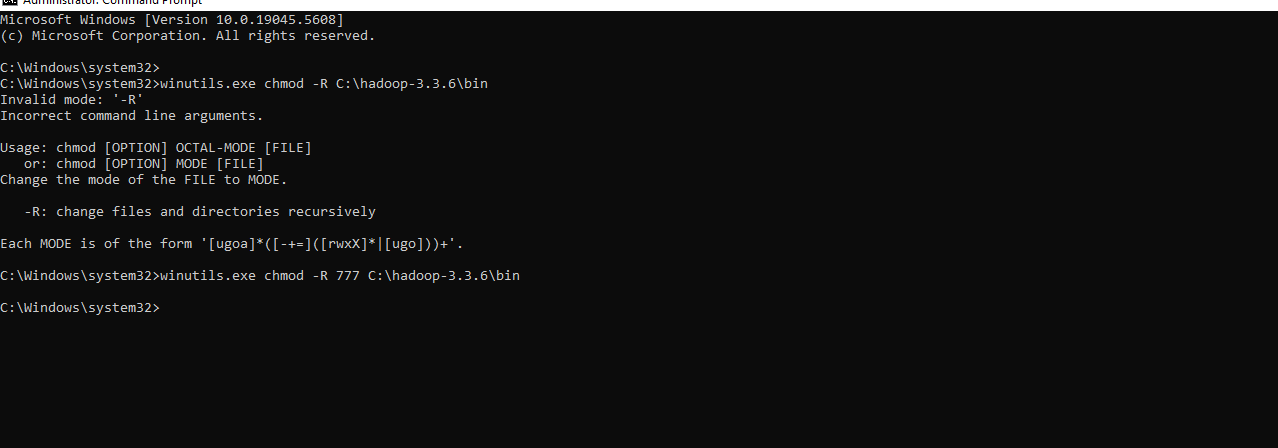 Administrator: Command Prompt
Microsoft Windows [Version 10.0.19045.5608]
(c) Microsoft Corporation. All rights reserved.
C:\Windows\system32>
C:\Windows\system32>winutils.exe chmod -R C:\hadoop-3.3.6\bin
Invalid mode: '-R'
Incorrect command line arguments.
Usage: chmod [OPTION] OCTAL-MODE [FILE]
or: chmod [OPTION] MODE [FILE]
Change the mode of the FILE to MODE.
-R: change files and directories recursively
Each MODE is of the form '[ugoa]*([-+=]([rwxX]*|[ugo]))+'.
C:\Windows\system32>winutils.exe chmod -R 777 C:\hadoop-3.3.6\bin
C:\Windows\system32>